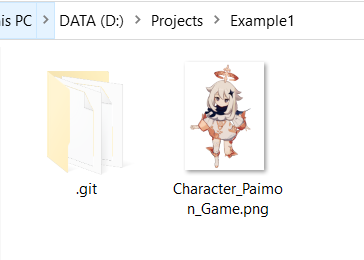 is PC > DATA (D:) > Projects > Example1
.git
Character_Paimo
n_Game.png